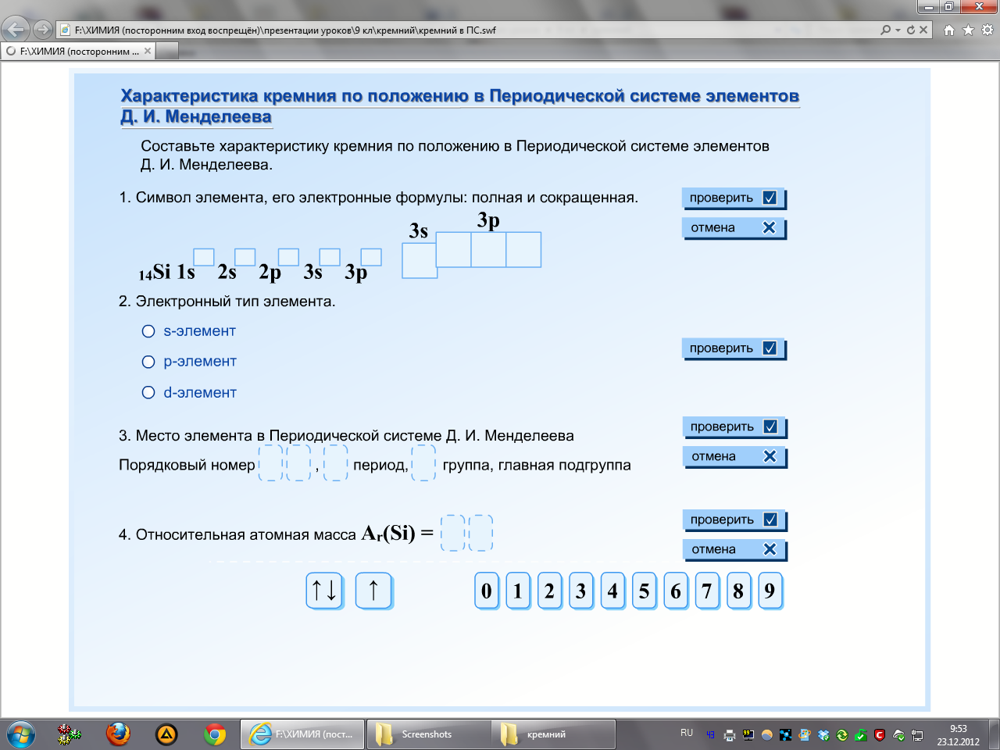 F:\ХИМИЯ (посторонним вход воспрещён)\презентации уроков\9 кл\кремний\кремний в ПС.swf
F:\ХИМИЯ (посторонним ...
Характеристика кремния по положению в Периодической системе элементов
Д. И. Менделеева
Составьте характеристику кремния по положению в Периодической системе элементов
Д. И. Менделеева.
1. Символ элемента, его электронные формулы: полная и сокращенная.
проверить
отмена
3s 3p
₁₄Si 1s 2s 2p 3s 3p
2. Электронный тип элемента.
s-элемент
p-элемент
d-элемент
проверить
3. Место элемента в Периодической системе Д. И. Менделеева
проверить
Порядковый номер , период, группа, главная подгруппа
отмена
4. Относительная атомная масса Aᵣ(Si) =
проверить
отмена
↑↓ ↑ 0 1 2 3 4 5 6 7 8 9
F:\ХИМИЯ (пост... Screenshots кремний RU 9:53
23.12.2012